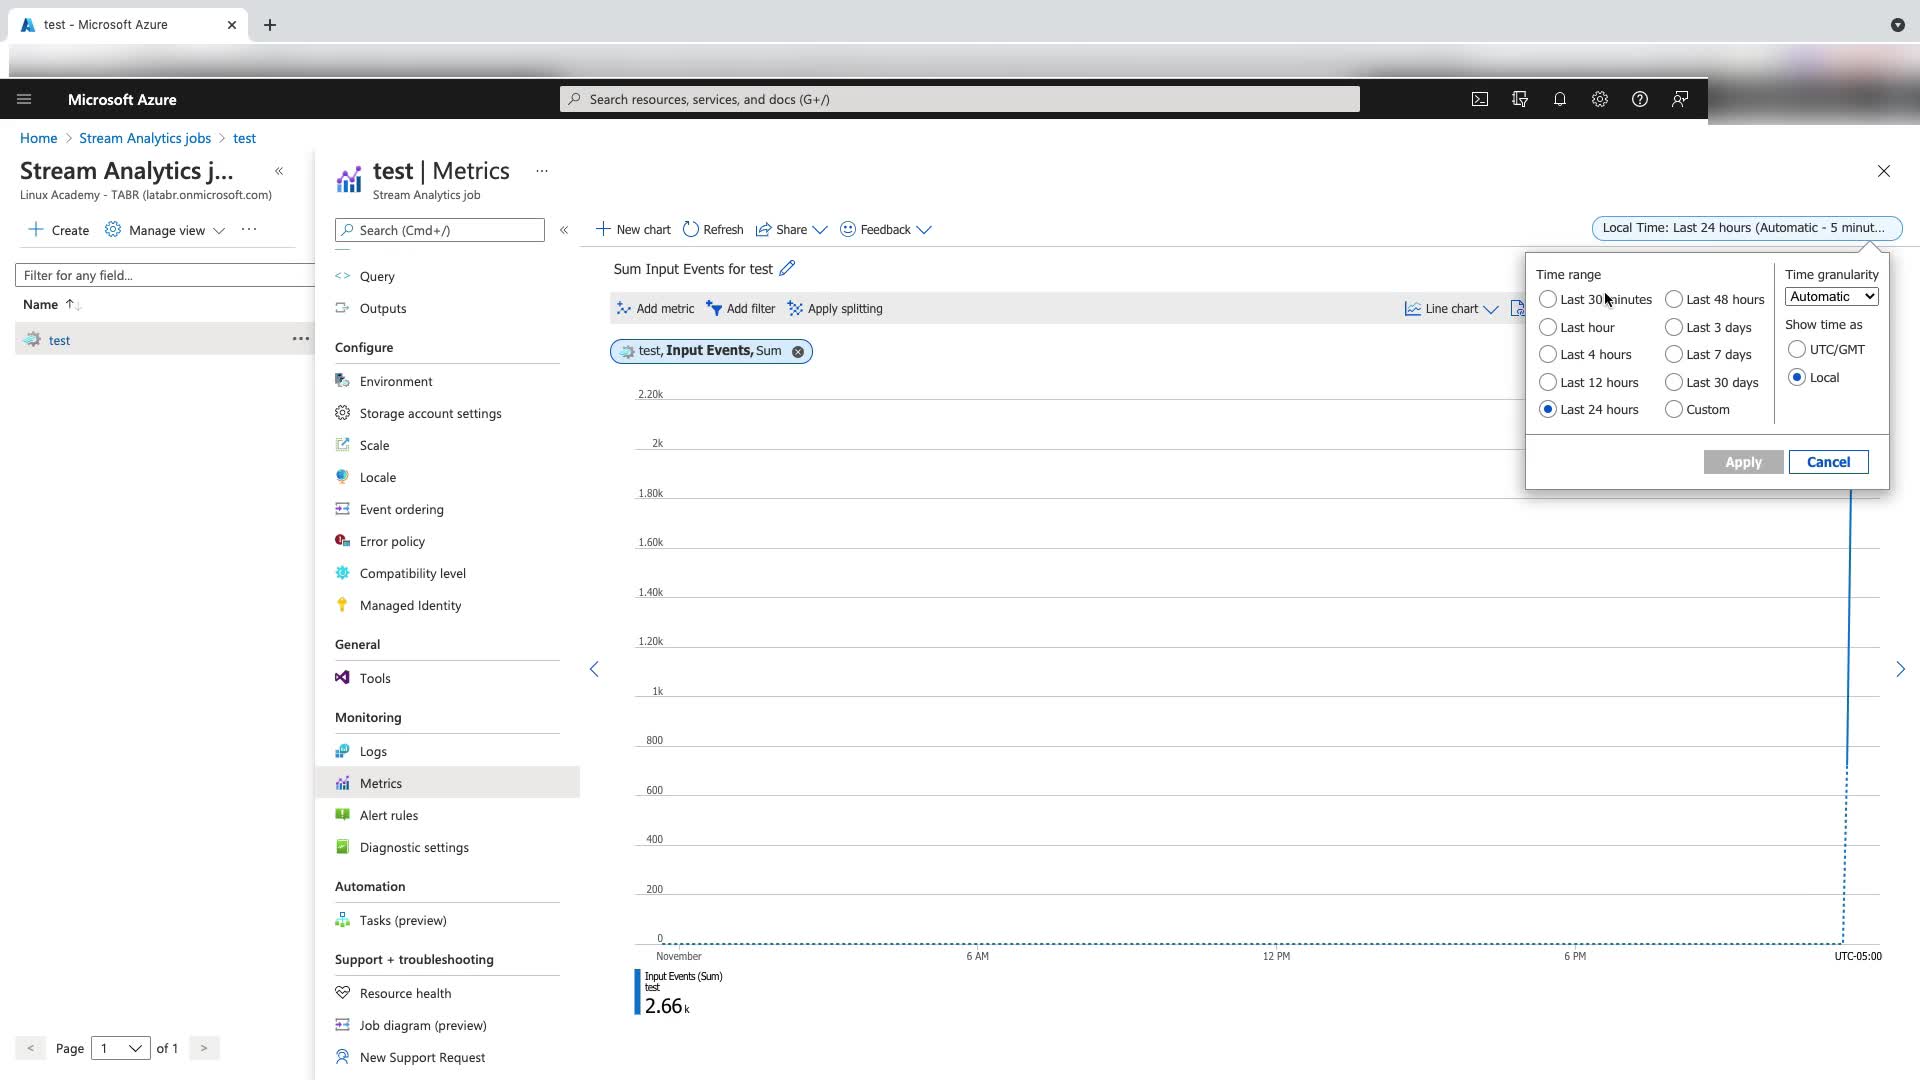 test - Microsoft Azure
Microsoft Azure
Search resources, services, and docs (G+/)
Home > Stream Analytics jobs > test
Stream Analytics j...
Linux Academy - TABR (latabr.onmicrosoft.com)
Create
Manage view
Filter for any field...
Name
test
Page 1 of 1
test | Metrics
Stream Analytics job
Search (Cmd+/)
Query
Outputs
Configure
Environment
Storage account settings
Scale
Locale
Event ordering
Error policy
Compatibility level
Managed Identity
General
Tools
Monitoring
Logs
Metrics
Alert rules
Diagnostic settings
Automation
Tasks (preview)
Support + troubleshooting
Resource health
Job diagram (preview)
New Support Request
New chart
Refresh
Share
Feedback
Local Time: Last 24 hours (Automatic - 5 minut...
Sum Input Events for test
Add metric
Add filter
Apply splitting
Line chart
test, Input Events, Sum
Time range
Last 30 minutes
Last hour
Last 4 hours
Last 12 hours
Last 24 hours
Last 48 hours
Last 3 days
Last 7 days
Last 30 days
Custom
Time granularity
Automatic
Show time as
UTC/GMT
Local
Apply
Cancel
2.20k
2k
1.80k
1.60k
1.40k
1.20k
1k
800
600
400
200
0
November
6 AM
12 PM
6 PM
UTC-05:00
Input Events (Sum)
test
2.66 k